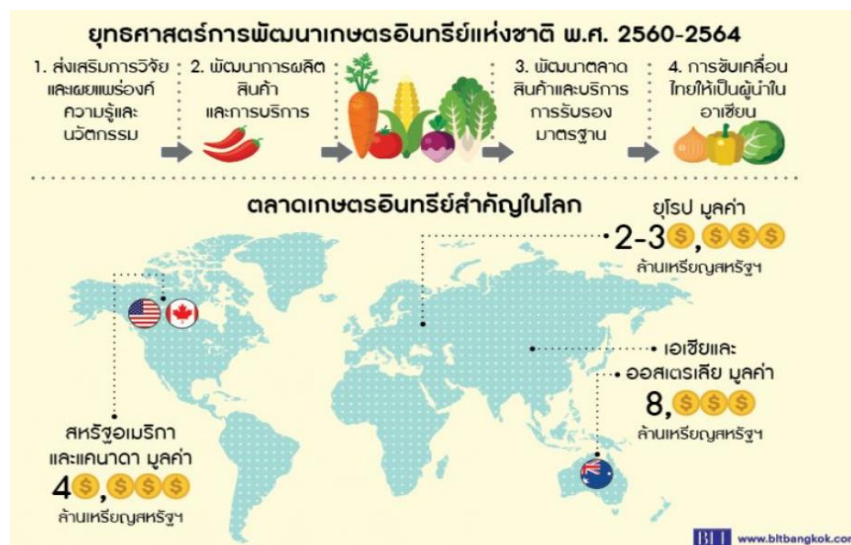 ยุทธศาสตร์การพัฒนาเกษตรอินทรีย์แห่งชาติ พ.ศ. 2560-2564
1. ส่งเสริมการวิจัย
และเผยแพร่องค์
ความรู้และ
นวัตกรรม
2. พัฒนาการผลิต
สินค้า
และการบริการ
3. พัฒนาตลาด
สินค้าและบริการ
การรับรอง
มาตรฐาน
4. การขับเคลื่อน
ไทยให้เป็นผู้นำใน
อาเซียน
ตลาดเกษตรอินทรีย์สำคัญในโลก
ยุโรป มูลค่า
2-3$,$$$
ล้านเหรียญสหรัฐฯ
เอเชียและ
ออสเตรเลีย มูลค่า
8,$$$
ล้านเหรียญสหรัฐฯ
สหรัฐอเมริกา
และแคนาดา มูลค่า
4$,$$$
ล้านเหรียญสหรัฐฯ
BLT www.bltbangkok.com